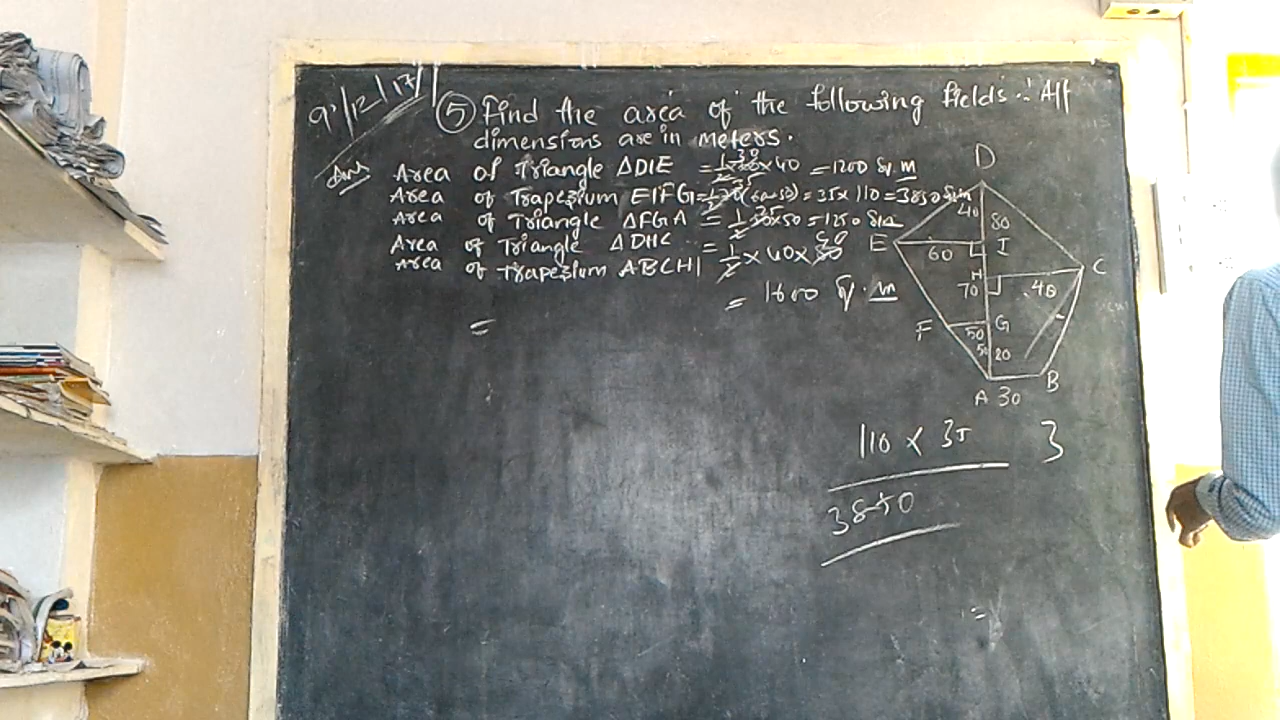 9/12/17
⑤ Find the area of the following fields ∴ All
dimensions are in meters.
Ans Area of Triangle ΔDIE = 1/2 × 60 × 40 = 1200 Sq. m
Area of Trapezium EIFG = 1/2 × 70 (60+50) = 35 × 110 = 3850 Sq.m
Area of Triangle ΔFGA = 1/2 × 50 × 50 = 1250 Sq.m
Area of Triangle ΔDHC = 1/2 × 40 × 80
Area of Trapezium ABCH
= 1600 Sq. m
=
D
40 80
E 60 I
H C
70 40
F 50 G
50 20
A 30 B
110 × 35 3
3850
=